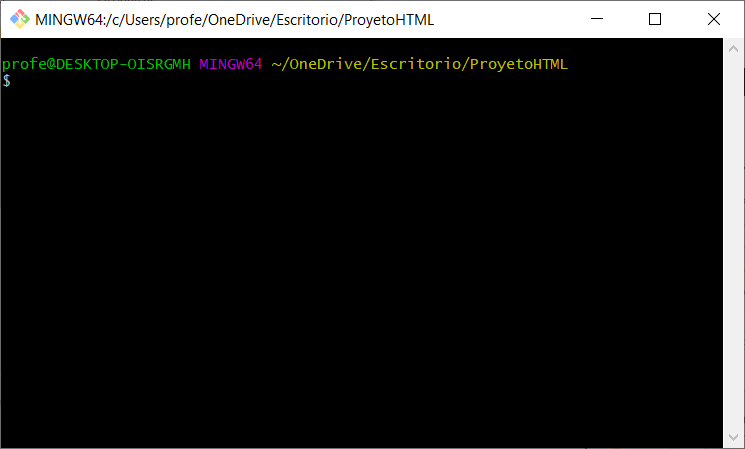 MINGW64:/c/Users/profe/OneDrive/Escritorio/ProyetoHTML
profe@DESKTOP-OISRGMH MINGW64 ~/OneDrive/Escritorio/ProyetoHTML
$